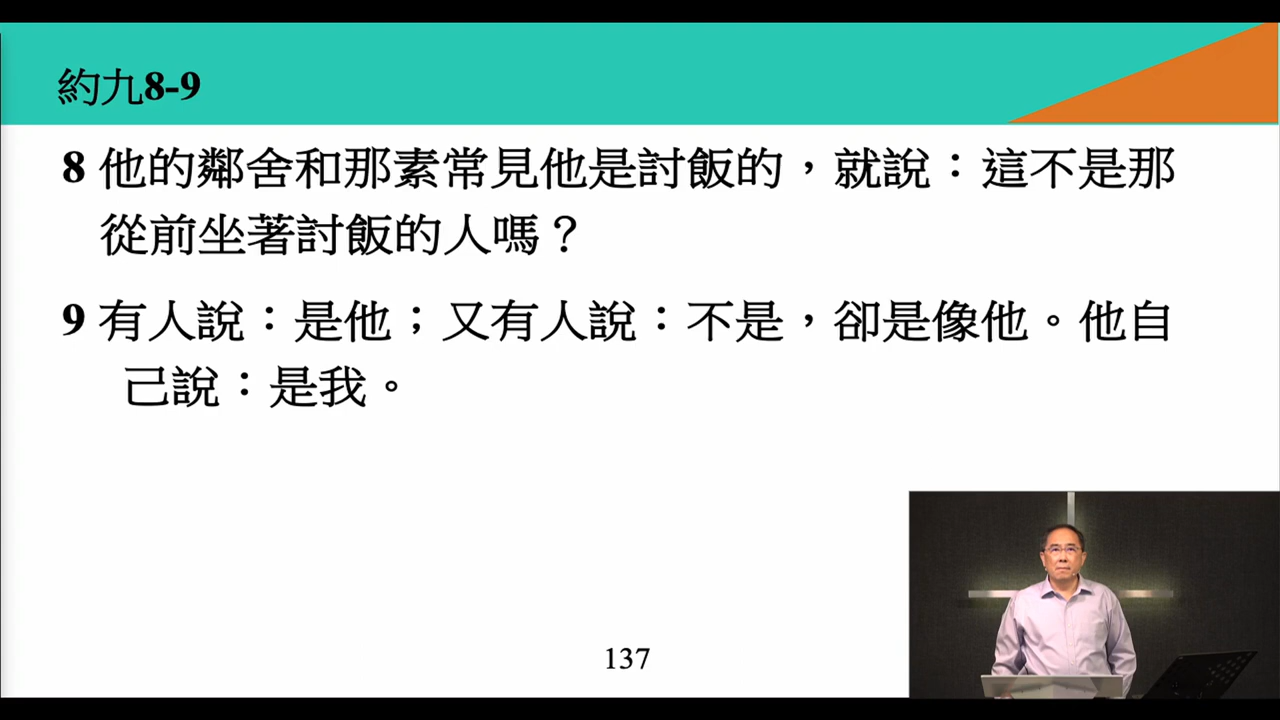 約九8-9
8 他的鄰舍和那素常見他是討飯的，就說：這不是那
從前坐著討飯的人嗎？
9 有人說：是他；又有人說：不是，卻是像他。他自
己說：是我。
137